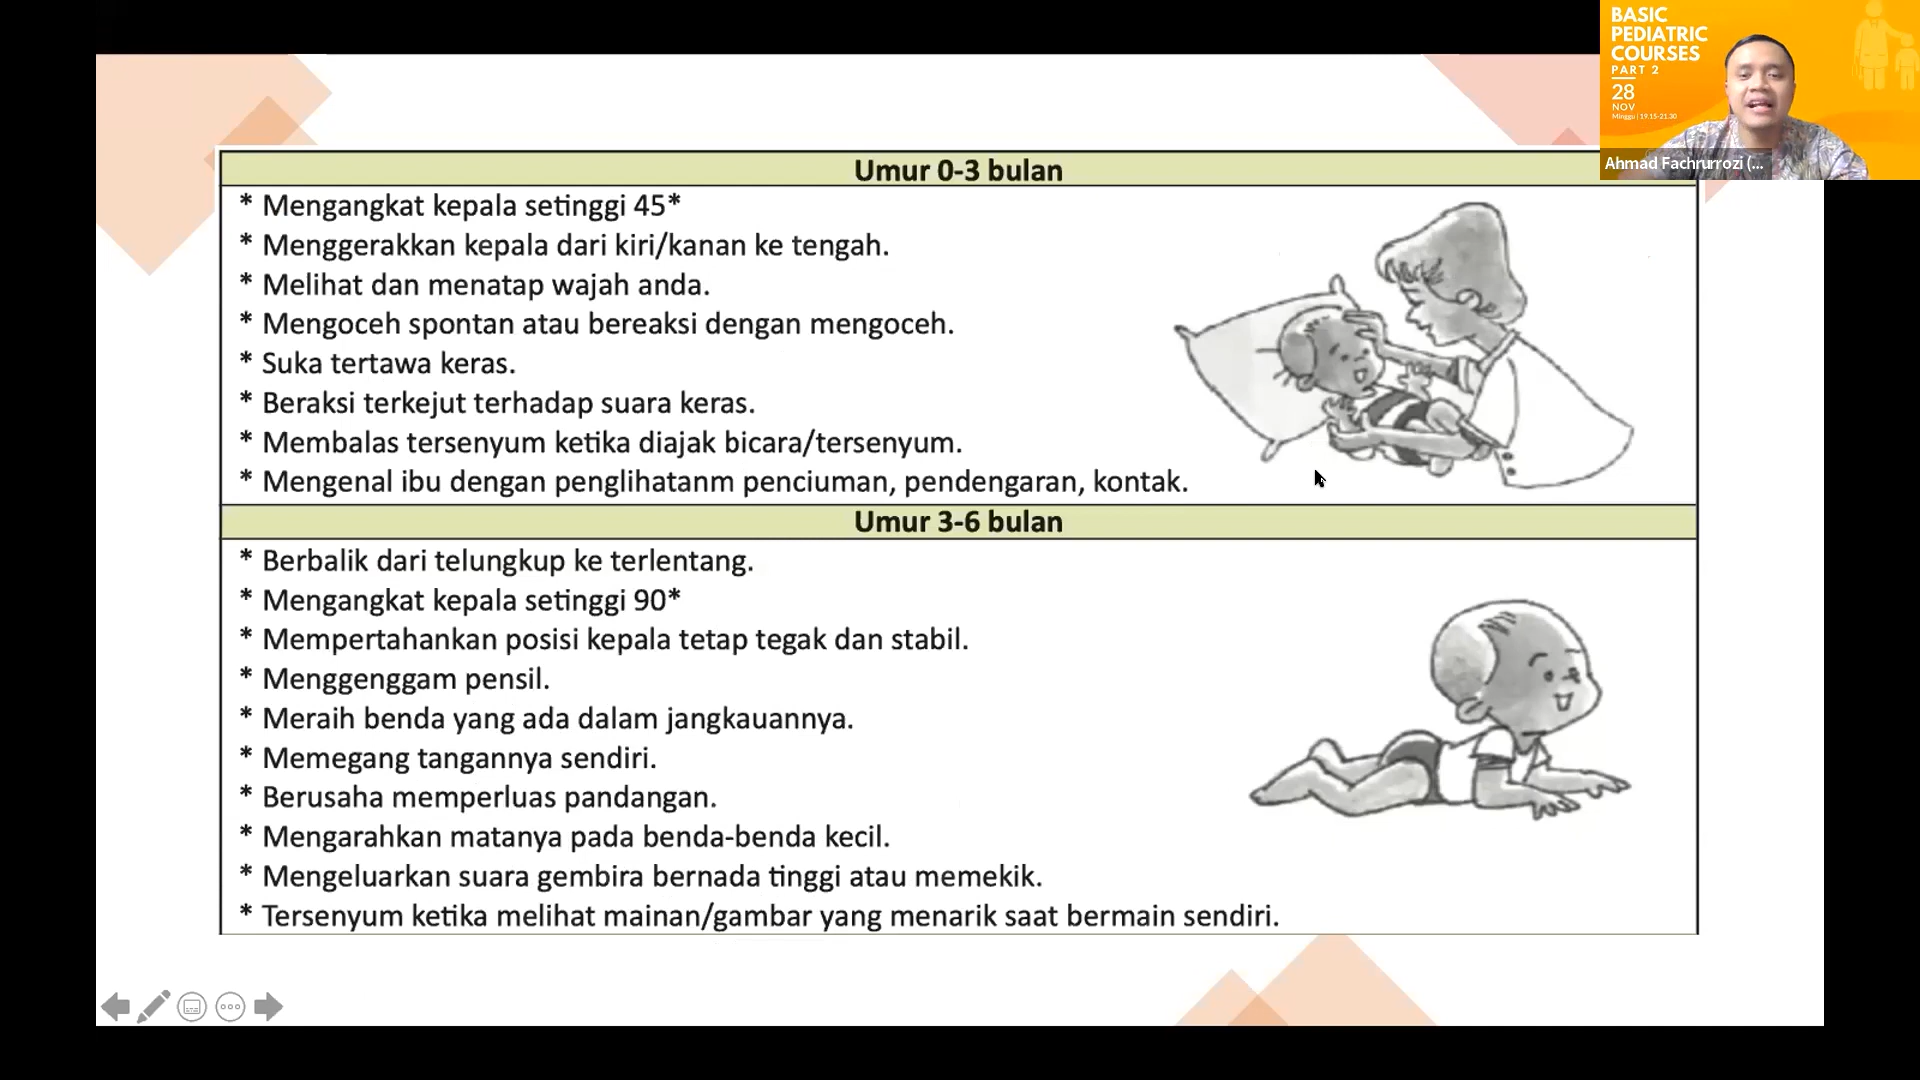 BASIC
PEDIATRIC
COURSES
PART 2
28
NOV
Minggu | 19.15-21.30
Ahmad Fachrurrozi (...
Umur 0-3 bulan
* Mengangkat kepala setinggi 45*
* Menggerakkan kepala dari kiri/kanan ke tengah.
* Melihat dan menatap wajah anda.
* Mengoceh spontan atau bereaksi dengan mengoceh.
* Suka tertawa keras.
* Beraksi terkejut terhadap suara keras.
* Membalas tersenyum ketika diajak bicara/tersenyum.
* Mengenal ibu dengan penglihatanm penciuman, pendengaran, kontak.
Umur 3-6 bulan
* Berbalik dari telungkup ke terlentang.
* Mengangkat kepala setinggi 90*
* Mempertahankan posisi kepala tetap tegak dan stabil.
* Menggenggam pensil.
* Meraih benda yang ada dalam jangkauannya.
* Memegang tangannya sendiri.
* Berusaha memperluas pandangan.
* Mengarahkan matanya pada benda-benda kecil.
* Mengeluarkan suara gembira bernada tinggi atau memekik.
* Tersenyum ketika melihat mainan/gambar yang menarik saat bermain sendiri.